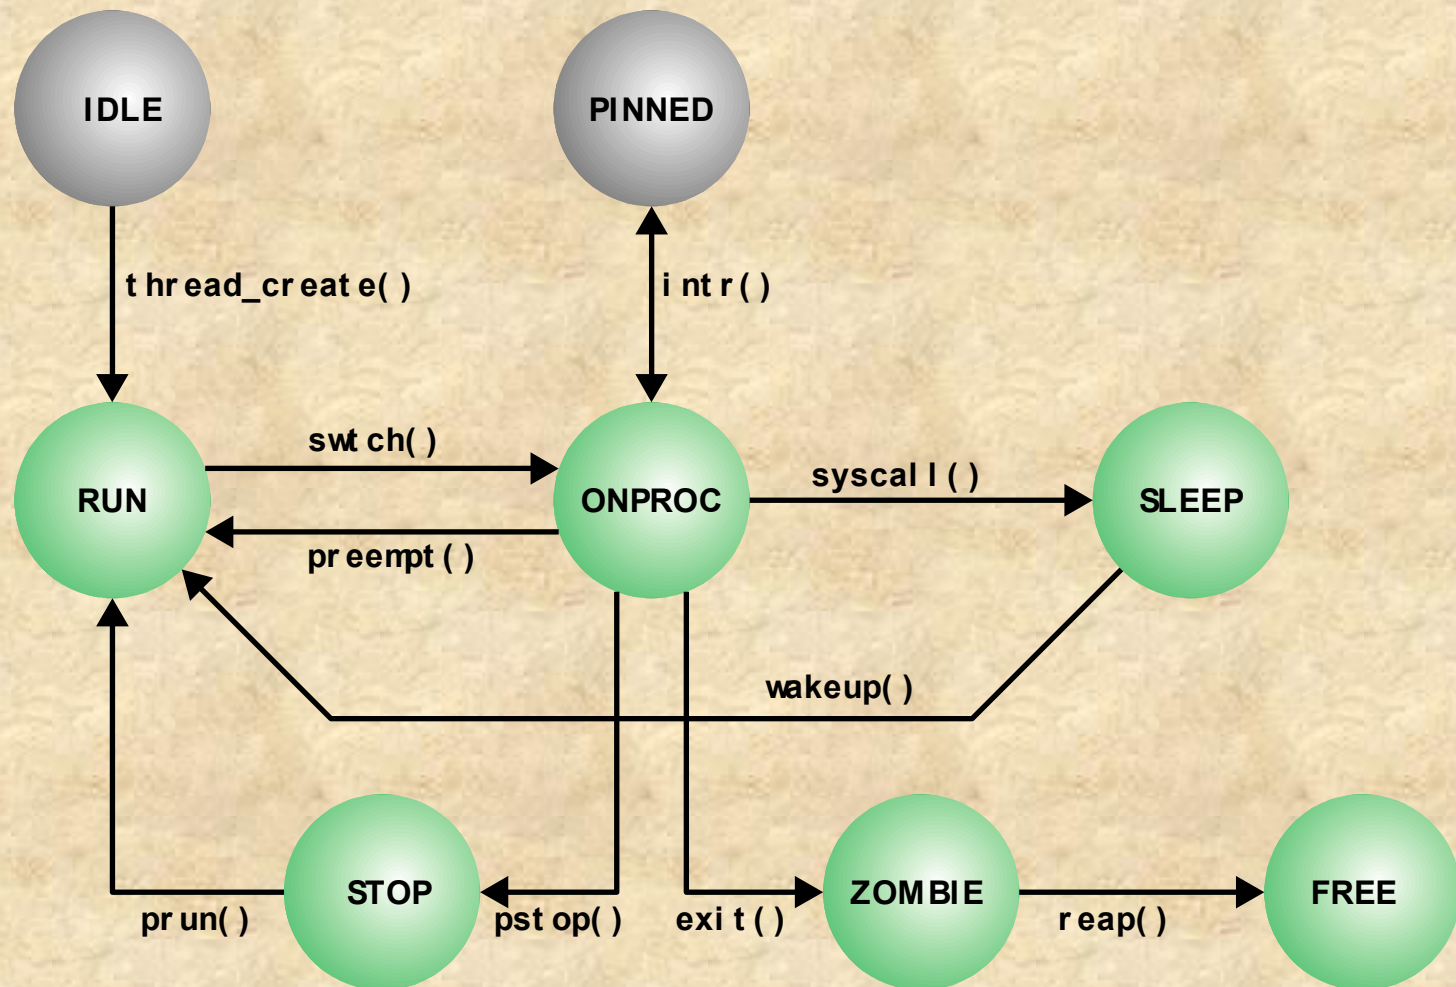 IDLE
PINNED
thread_create()
intr()
swtch()
syscall()
RUN
ONPROC
SLEEP
preempt()
wakeup()
STOP
ZOMBIE
FREE
prun()
pstop()
exit()
reap()